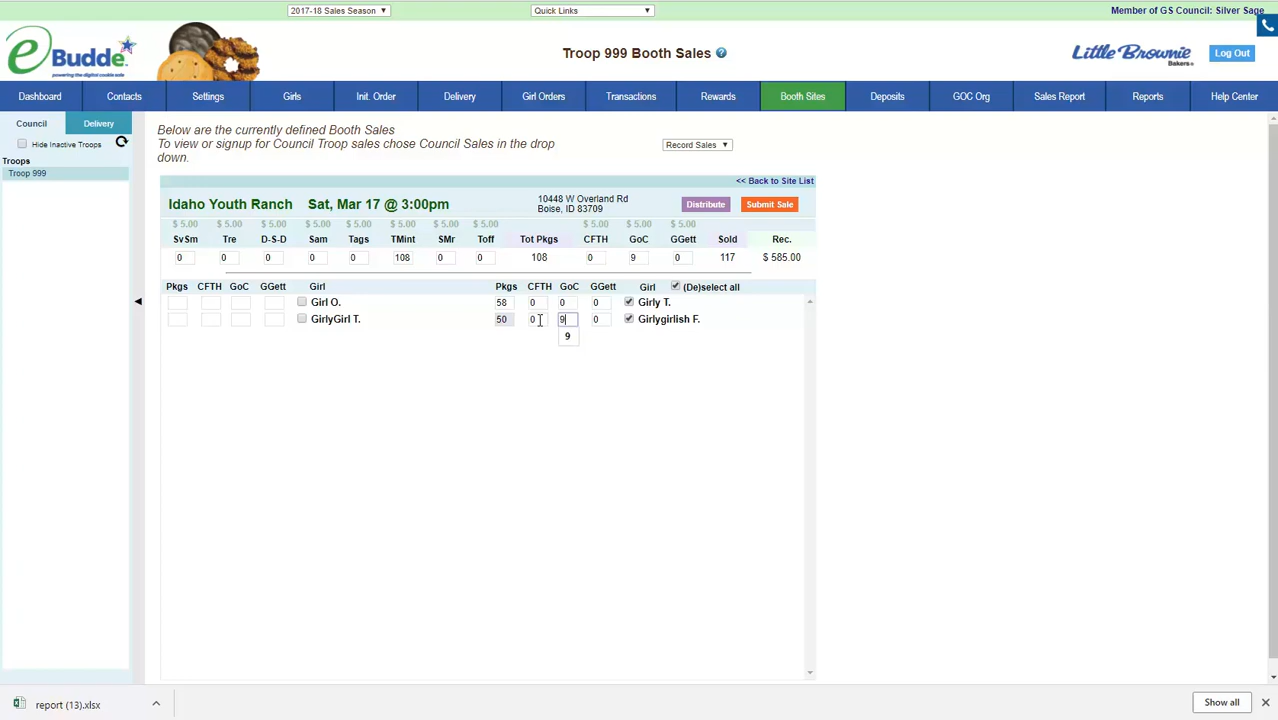 2017-18 Sales Season ▼
Quick Links ▼
Member of GS Council: Silver Sage
eBudde
powering the digital cookie sale
Troop 999 Booth Sales ?
Little Brownie
Bakers
Log Out
Dashboard Contacts Settings Girls Init. Order Delivery Girl Orders Transactions Rewards Booth Sites Deposits GOC Org Sales Report Reports Help Center
Council Delivery
Hide Inactive Troops
Troops
Troop 999
Below are the currently defined Booth Sales
To view or signup for Council Troop sales chose Council Sales in the drop
down.
Record Sales ▼
<< Back to Site List
Idaho Youth Ranch Sat, Mar 17 @ 3:00pm
10448 W Overland Rd
Boise, ID 83709
Distribute Submit Sale
$ 5.00 $ 5.00 $ 5.00 $ 5.00 $ 5.00 $ 5.00 $ 5.00 $ 5.00 $ 5.00 $ 5.00 $ 5.00
SvSm Tre D-S-D Sam Tags TMint SMr Toff Tot Pkgs CFTH GoC GGett Sold Rec.
0 0 0 0 0 108 0 0 108 0 9 0 117 $ 585.00
Pkgs CFTH GoC GGett Girl Pkgs CFTH GoC GGett Girl (De)select all
Girl O. 58 0 0 0 Girly T.
GirlyGirl T. 50 0 9 0 Girlygirlish F.
9
report (13).xlsx
Show all